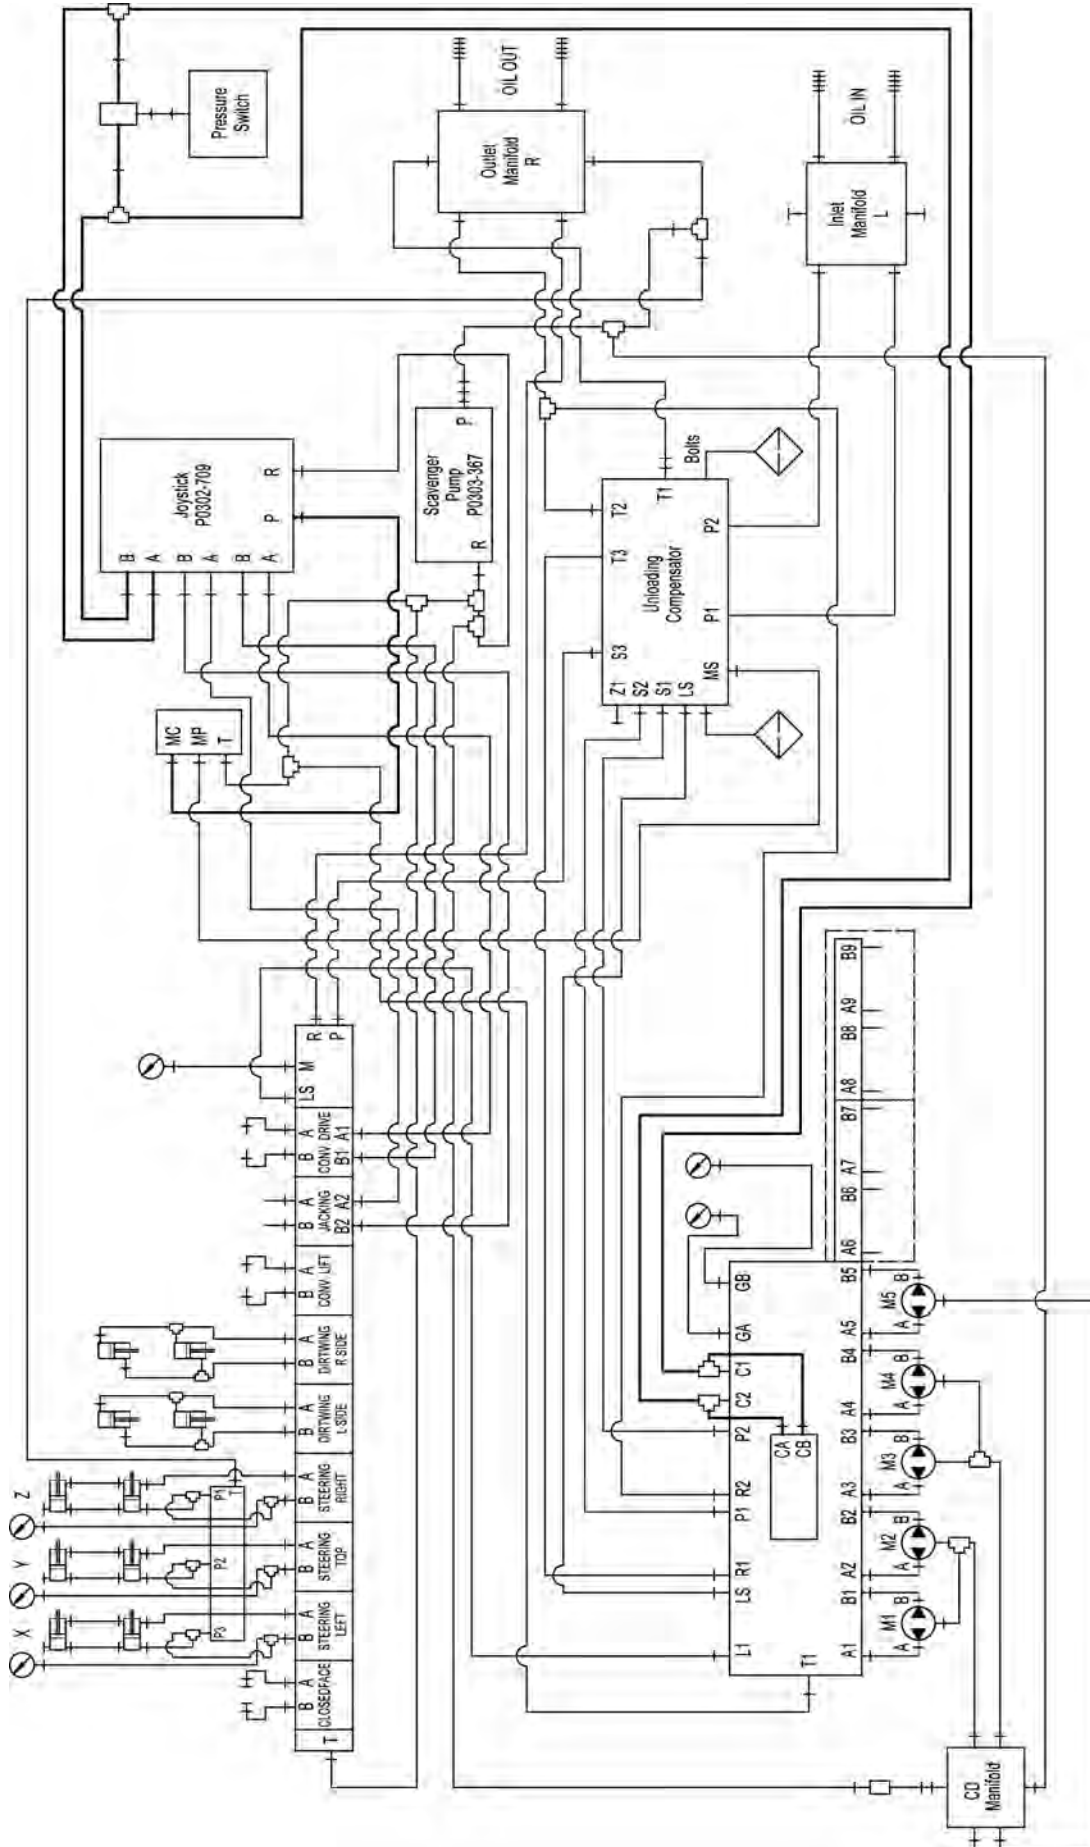 Pressure
Switch
OIL OUT
Outlet
Manifold
R
OIL IN
Inlet
Manifold
L
Joystick
P0302-709
B
A
B
A
B
A
P
R
Scavenger
Pump
P0303-367
P
R
MC
MP
T
Unloading
Compensator
T1
T2
T3
S3
Z1
S2
S1
LS
MS
P1
P2
Bolts
X
Y
Z
P1
P2
P3
T
T
B
A
CLOSEDFACE
B
A
STEERING
LEFT
B
A
STEERING
TOP
B
A
STEERING
RIGHT
B
A
DIRTWING
L-SIDE
B
A
DIRTWING
R SIDE
B
A
CONV. LIFT
B
A
JACKING
B2
A2
B
A
CONV DRIVE
B1
A1
LS
M
R
P
L1
LS
R1
P1
R2
P2
C2
C1
GA
GB
CA
CB
T1
A1
B1
A2
B2
A3
B3
A4
B4
A5
B5
A6
B6
A7
B7
A8
B8
A9
B9
A
M1
B
A
M2
B
A
M3
B
A
M4
B
A
M5
B
CD
Manifold